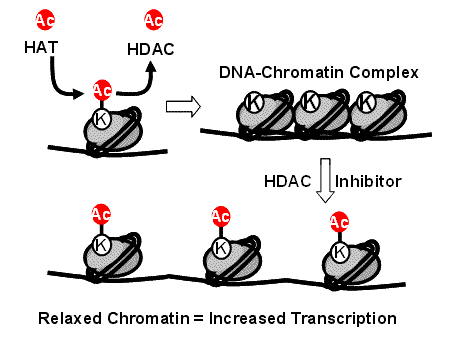 Ac Ac
HAT HDAC
Ac
K
DNA-Chromatin Complex
K K K
HDAC Inhibitor
Ac Ac Ac
K K K
Relaxed Chromatin = Increased Transcription